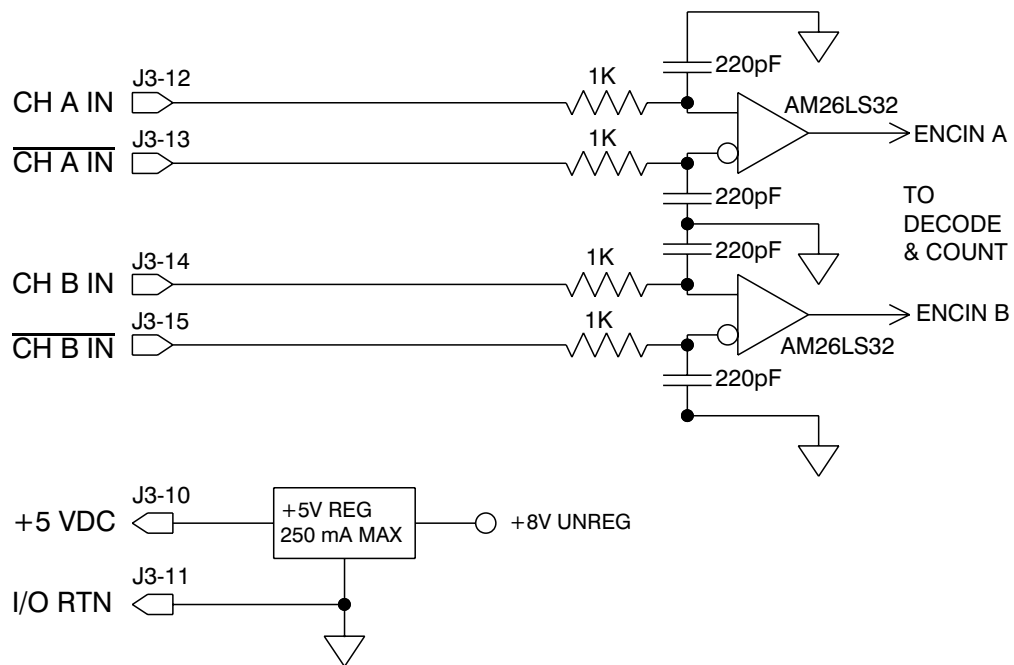 220pF
J3-12
1K
CH A IN
AM26LS32
J3-13
1K
ENCIN A
CH A IN
220pF
TO
DECODE
& COUNT
220pF
J3-14
1K
CH B IN
J3-15
1K
ENCIN B
CH B IN
AM26LS32
220pF
J3-10
+5 VDC
+5V REG
250 mA MAX
+8V UNREG
J3-11
I/O RTN